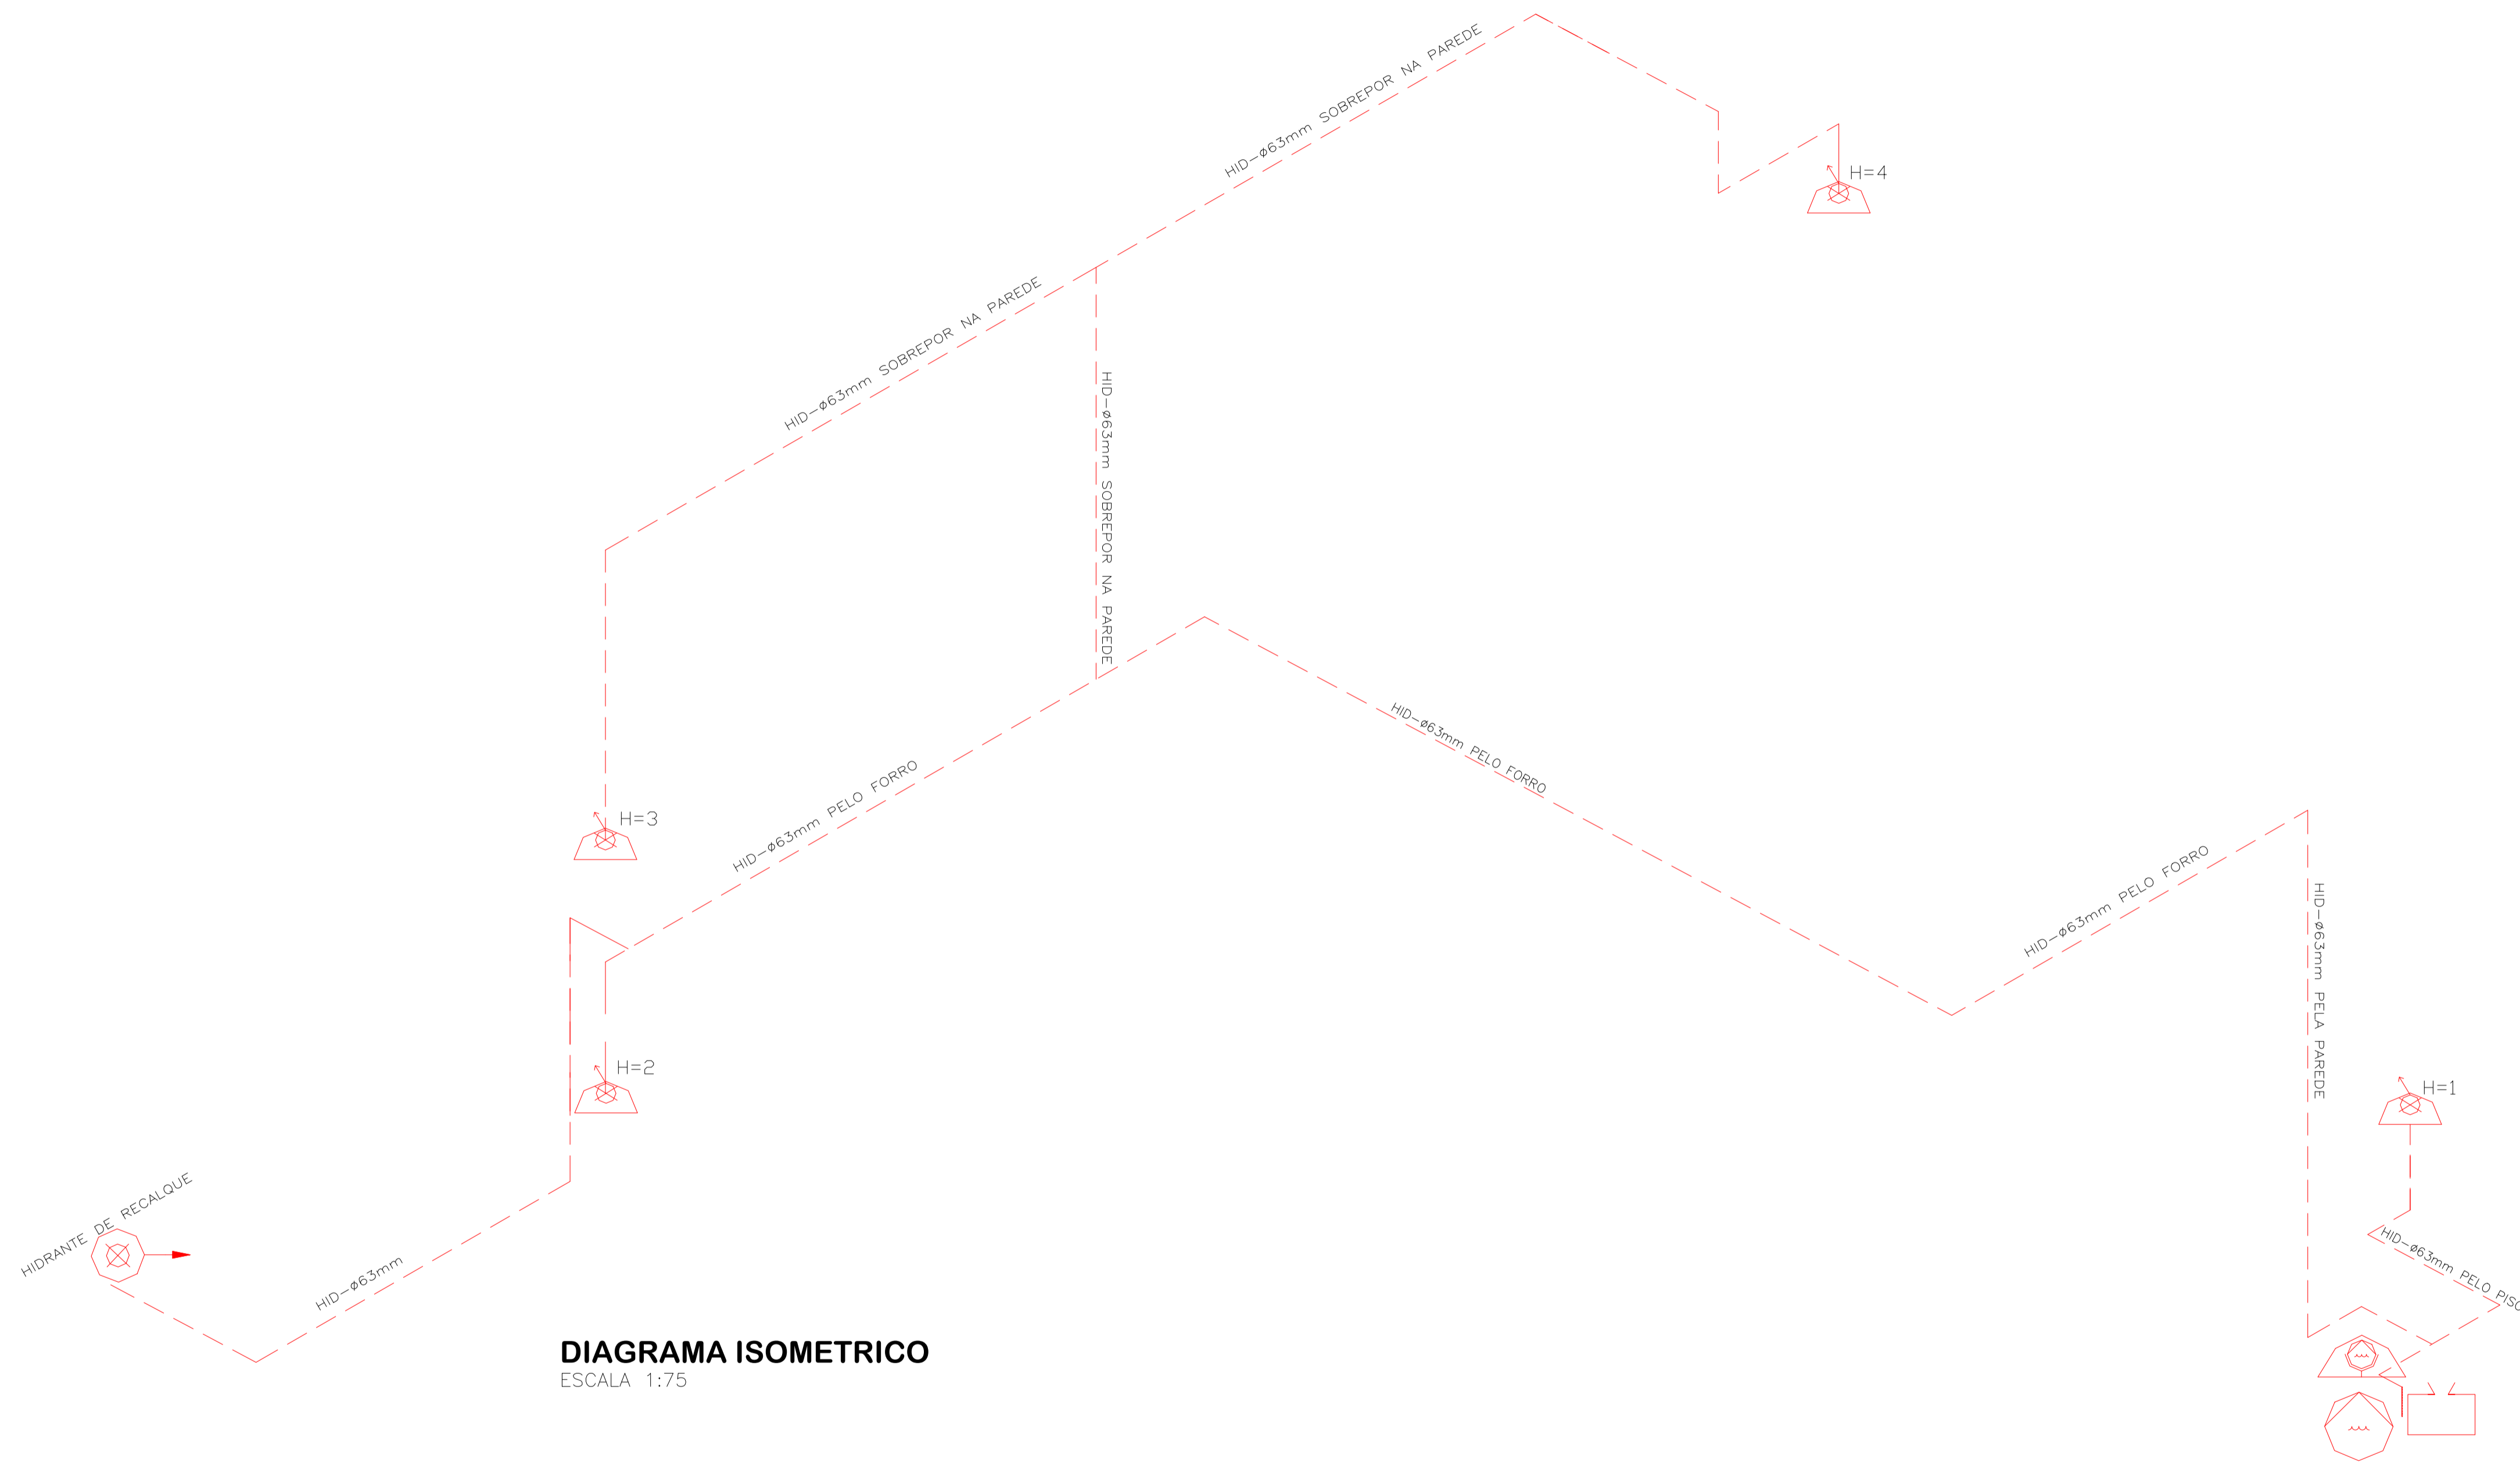 HID-ø63mm SOBREPOR NA PAREDE
H=4
HID-ø63mm SOBREPOR NA PAREDE
HID-ø63mm SOBREPOR NA PAREDE
HID-ø63mm PELO FORRO
H=3
HID-ø63mm PELO FORRO
HID-ø63mm PELO FORRO
HID-ø63mm PELA PAREDE
H=2
H=1
HIDRANTE DE RECALQUE
HID-ø63mm
HID-ø63mm PELO PISO
DIAGRAMA ISOMETRICO
ESCALA 1:75